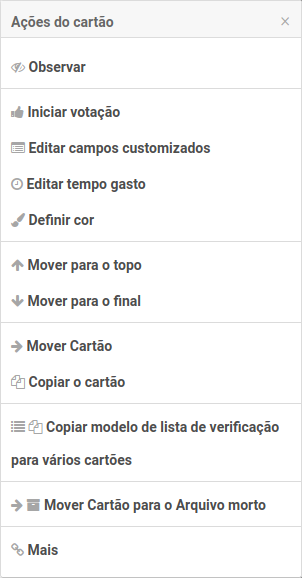 Ações do cartão ×
Observar
Iniciar votação
Editar campos customizados
Editar tempo gasto
Definir cor
Mover para o topo
Mover para o final
Mover Cartão
Copiar o cartão
Copiar modelo de lista de verificação
para vários cartões
Mover Cartão para o Arquivo morto
Mais